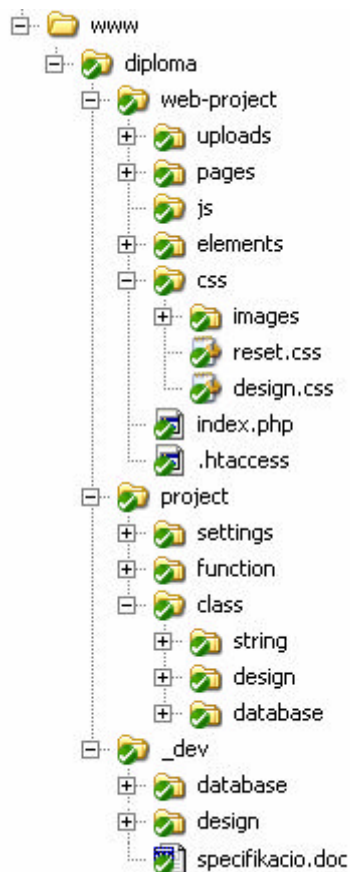 www
diploma
web-project
uploads
pages
js
elements
css
images
reset.css
design.css
index.php
.htaccess
project
settings
function
class
string
design
database
_dev
database
design
specifikacio.doc